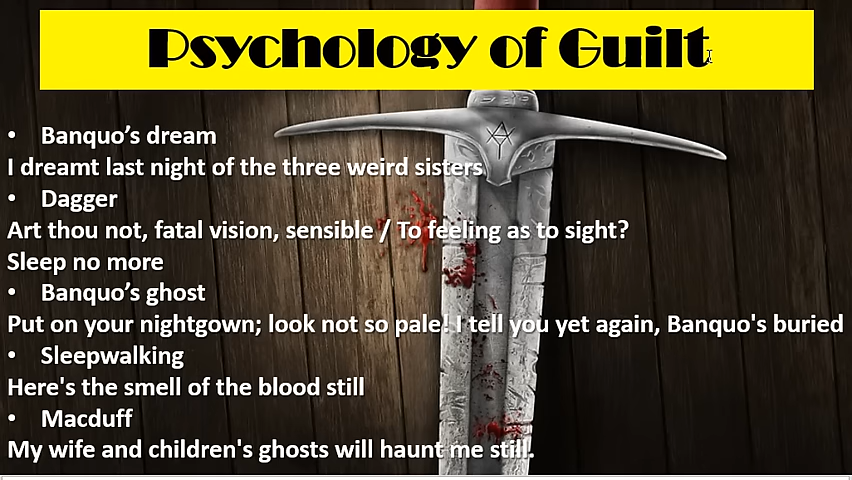 Psychology of Guilt
• Banquo’s dream
I dreamt last night of the three weird sisters
• Dagger
Art thou not, fatal vision, sensible / To feeling as to sight?
Sleep no more
• Banquo’s ghost
Put on your nightgown; look not so pale! I tell you yet again, Banquo's buried
• Sleepwalking
Here's the smell of the blood still
• Macduff
My wife and children's ghosts will haunt me still.